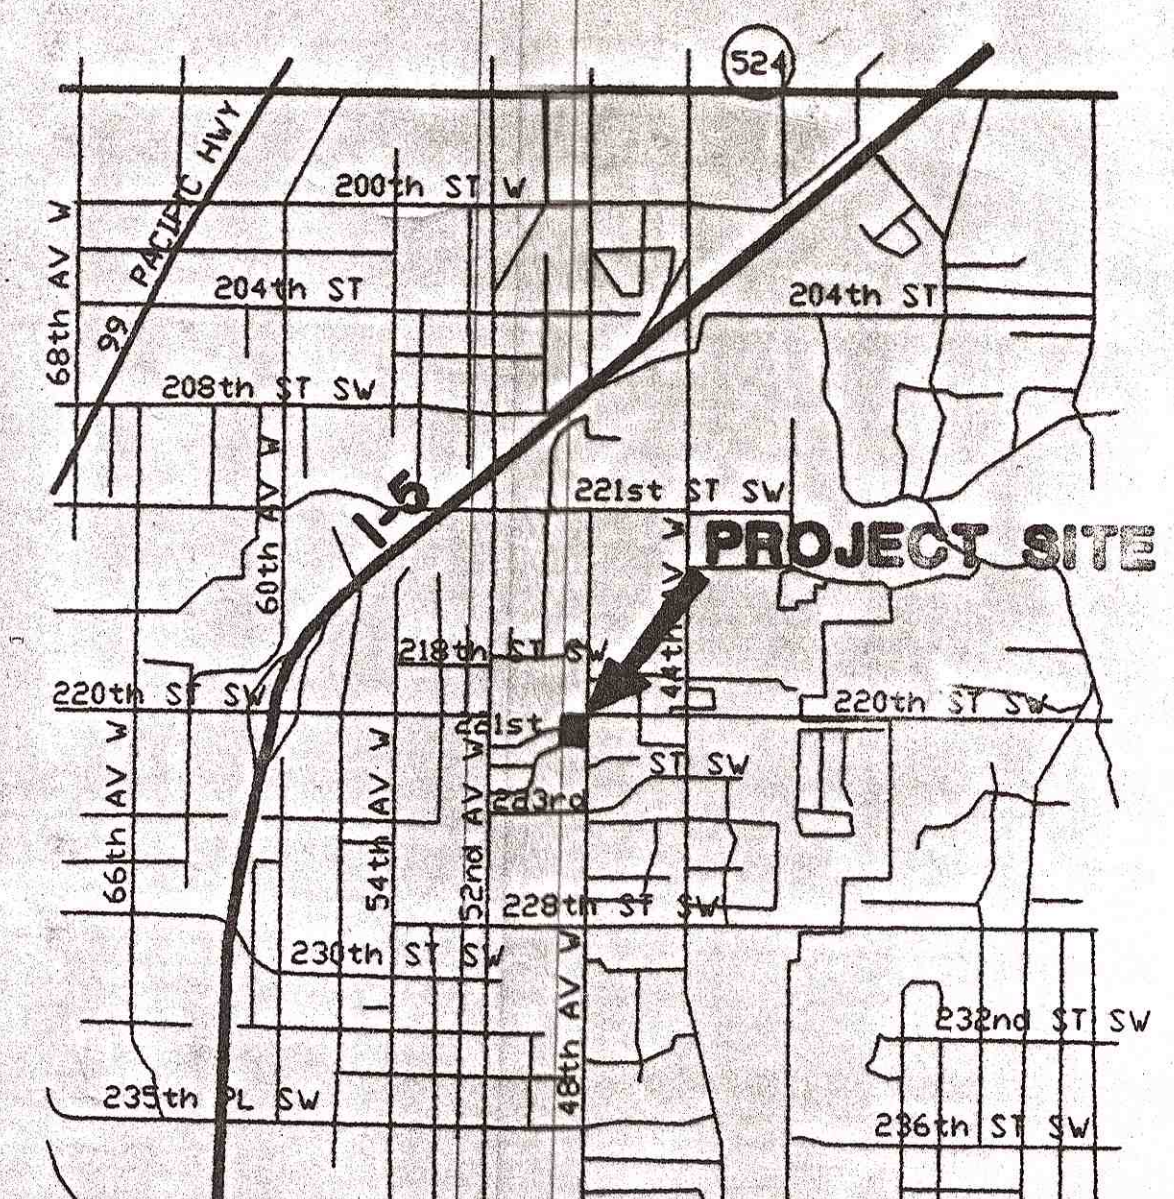 524
99 PACIFIC HWY
200th ST W
68th AV W
204th ST
204th ST
208th ST SW
60th AV W
I-5
221st ST SW
PROJECT SITE
44th AV W
218th ST SW
220th ST SW
220th ST SW
221st
ST SW
66th AV W
54th AV W
52nd AV W
223rd
228th ST SW
230th ST SW
48th AV W
232nd ST SW
235th PL SW
236th ST SW